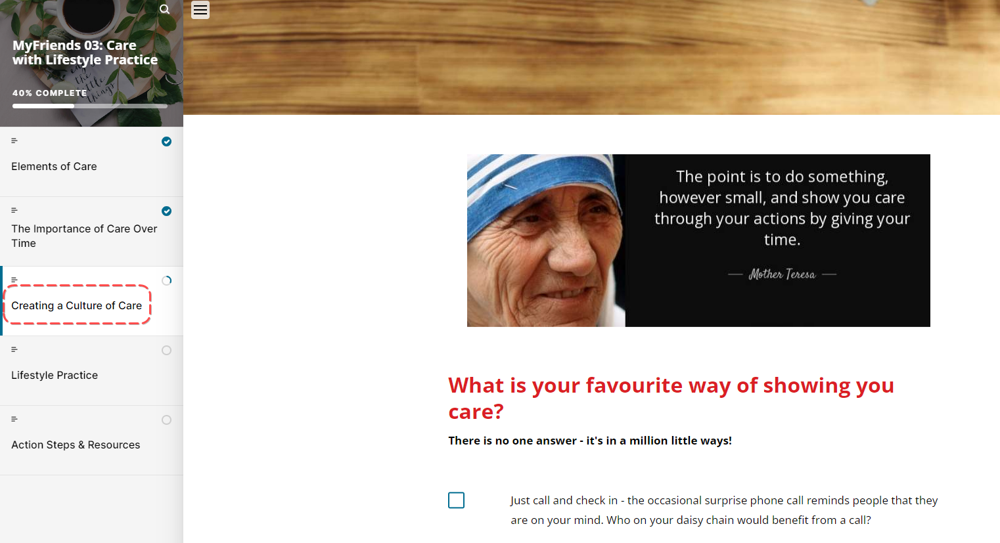 MyFriends 03: Care
with Lifestyle Practice
enjoy
the
little
things
40% COMPLETE
Elements of Care
The Importance of Care Over
Time
Creating a Culture of Care
Lifestyle Practice
Action Steps & Resources
The point is to do something,
however small, and show you care
through your actions by giving your
time.
Mother Teresa
What is your favourite way of showing you
care?
There is no one answer - it's in a million little ways!
Just call and check in - the occasional surprise phone call reminds people that they
are on your mind. Who on your daisy chain would benefit from a call?